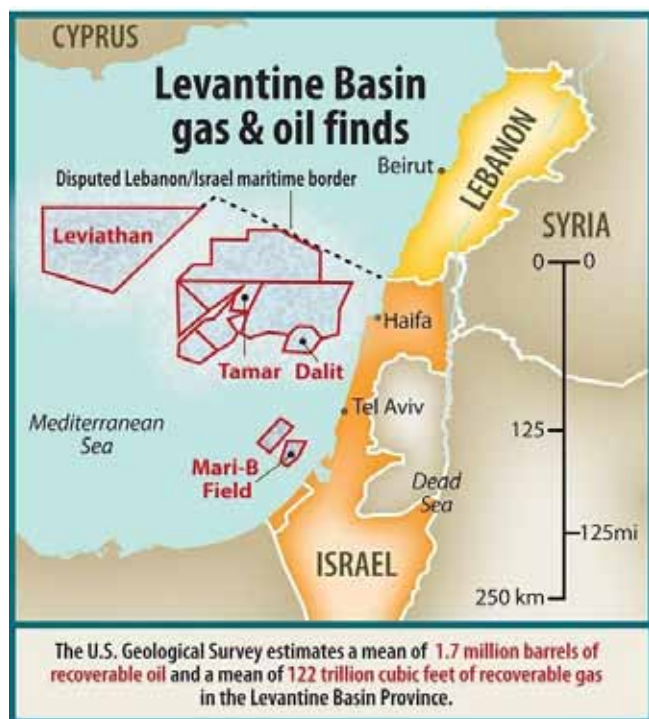 CYPRUS
Levantine Basin
gas & oil finds
Disputed Lebanon/Israel maritime border
Beirut
LEBANON
Leviathan
SYRIA
0 0
Haifa
Tamar Dalit
Mediterranean
Sea
Tel Aviv
125
Mari-B
Field
Dead
Sea
125mi
ISRAEL
250 km
The U.S. Geological Survey estimates a mean of 1.7 million barrels of
recoverable oil and a mean of 122 trillion cubic feet of recoverable gas
in the Levantine Basin Province.